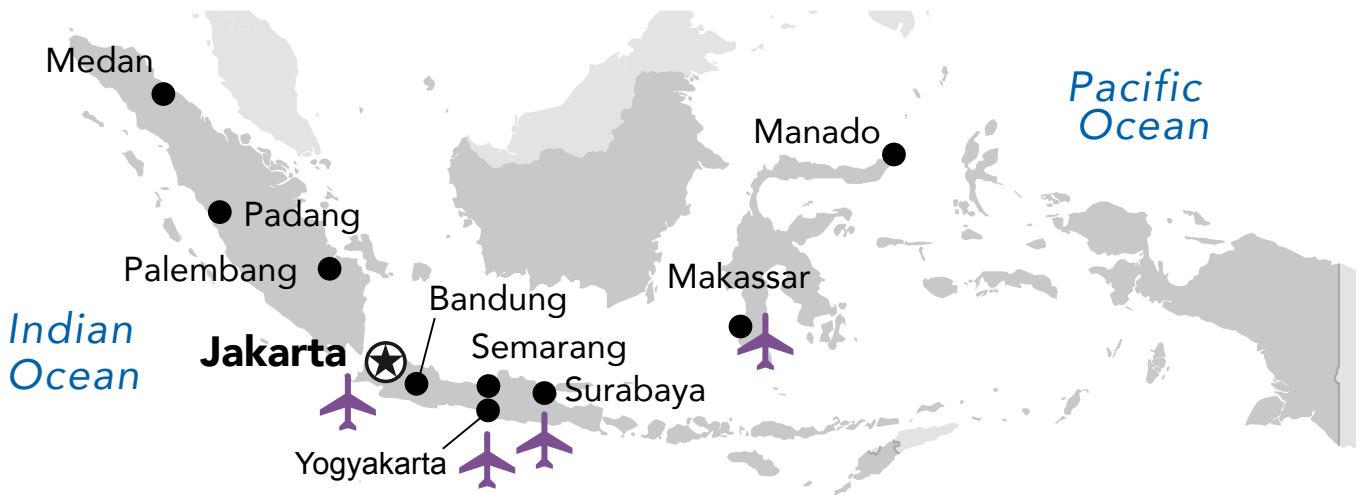 Medan
Pacific
Ocean
Manado
Padang
Palembang
Makassar
Bandung
Indian
Ocean
Jakarta
Semarang
Surabaya
Yogyakarta